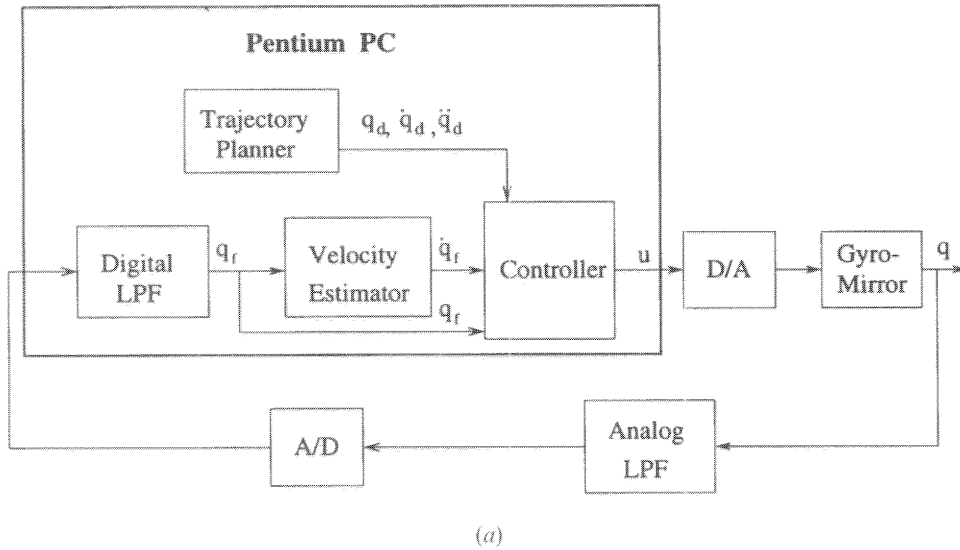 Pentium PC
Trajectory
Planner
q_d, q̇_d, q̈_d
Digital
LPF
q_f
Velocity
Estimator
q̇_f
q_f
Controller
u
D/A
Gyro-
Mirror
q
A/D
Analog
LPF
(a)